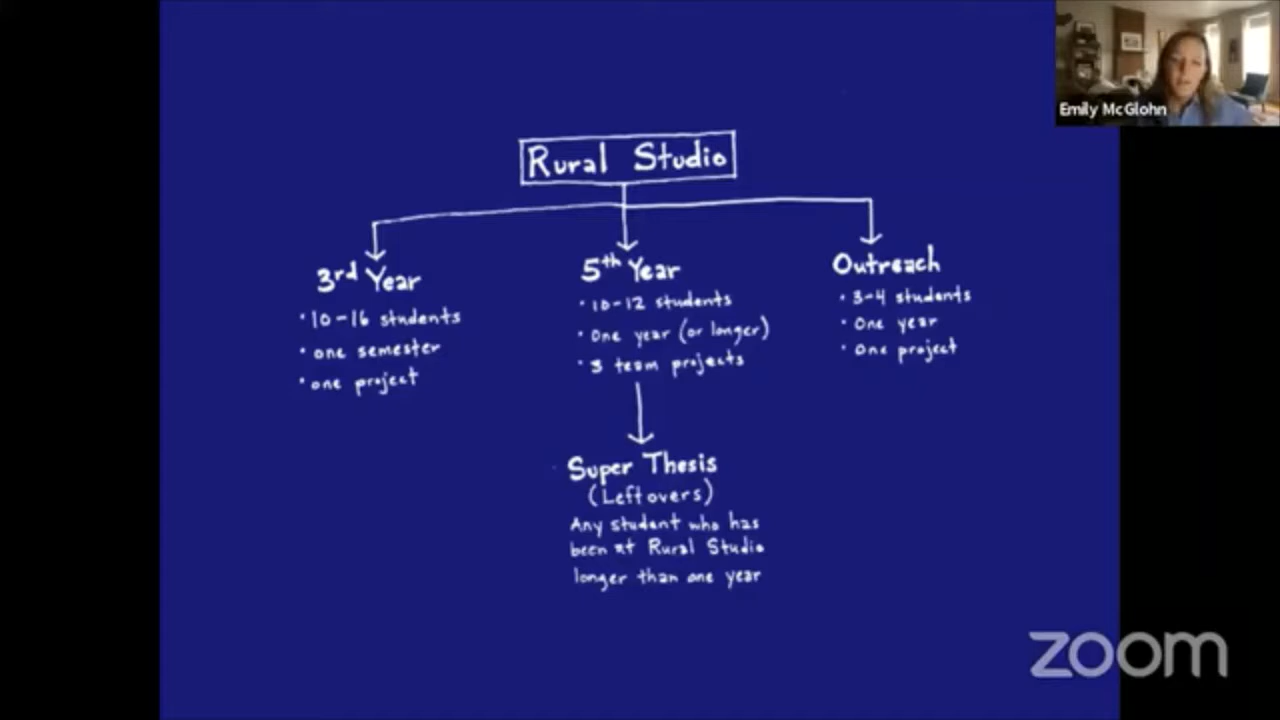 Emily McGlohn
Rural Studio
3rd Year
• 10-16 students
• one semester
• one project
5th Year
• 10-12 students
• One year (or longer)
• 3 team projects
Super Thesis
(Leftovers)
Any student who has
been at Rural Studio
longer than one year
Outreach
• 3-4 students
• One year
• One project
zoom